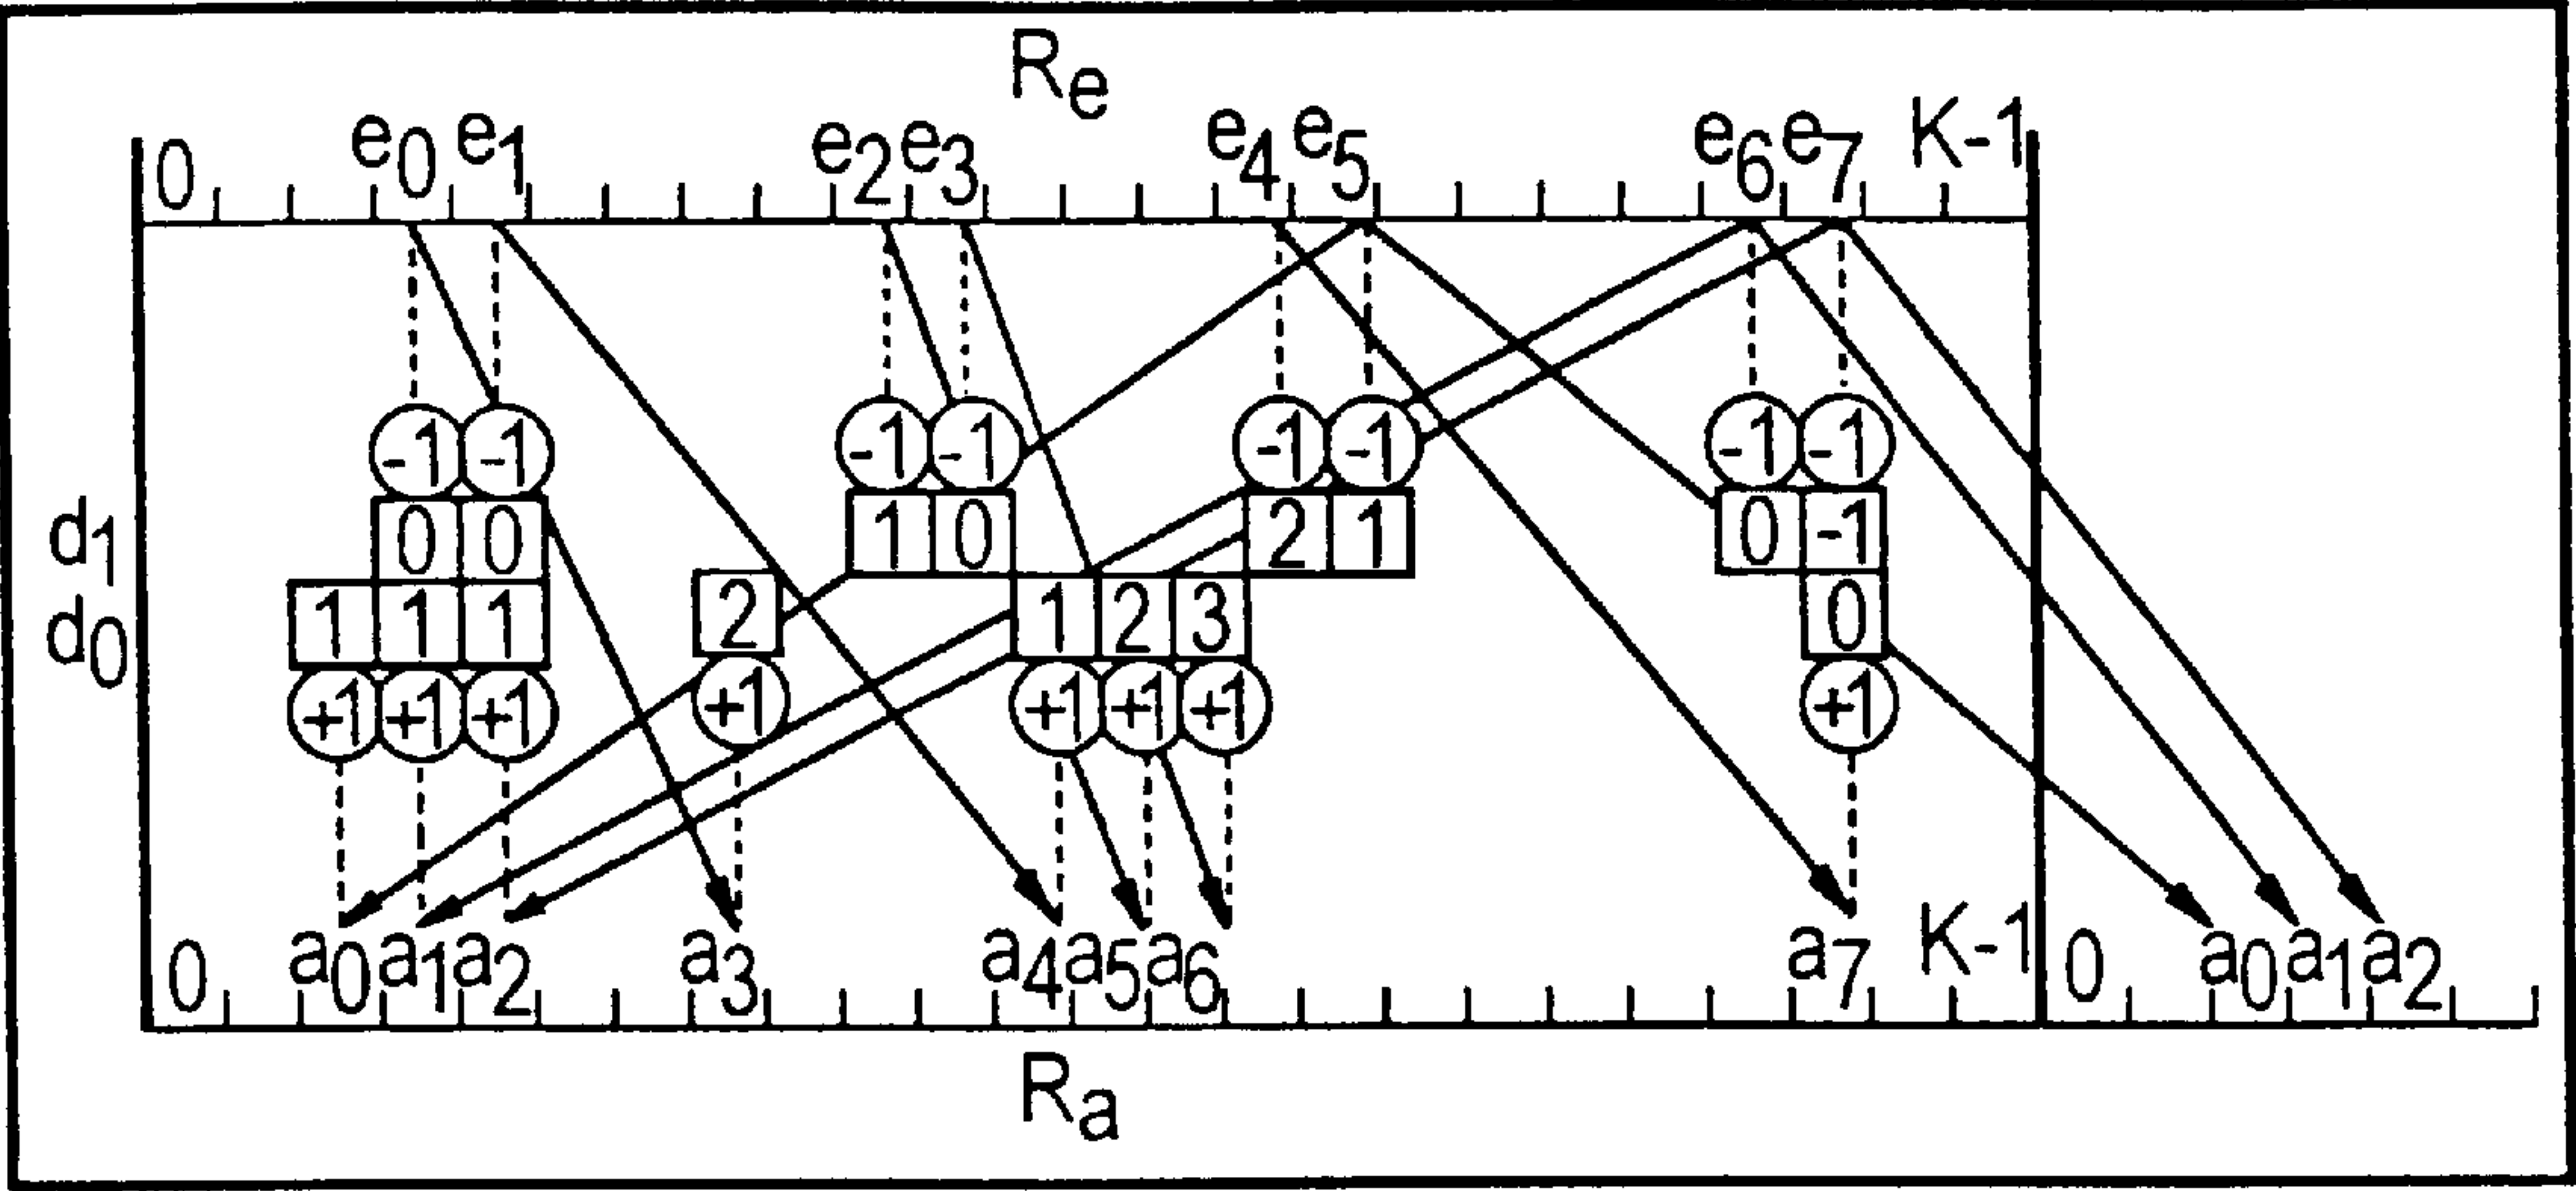 Re
0 e0 e1 e2 e3 e4 e5 e6 e7 K-1
-1 -1 -1 -1 -1 -1 -1 -1
d1 0 0 1 0 2 1 0 -1
d0 1 1 1 2 1 2 3 0
+1 +1 +1 +1 +1 +1 +1 +1
0 a0 a1 a2 a3 a4 a5 a6 a7 K-1 0 a0 a1 a2
Ra